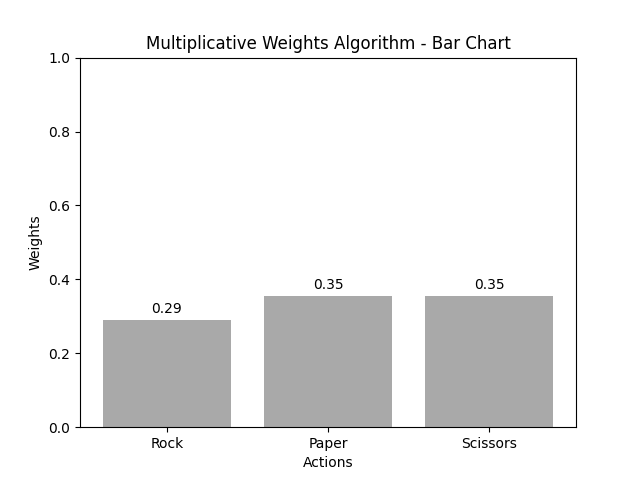 Multiplicative Weights Algorithm - Bar Chart
1.0
0.8
0.6
0.4
0.2
0.0
Weights
0.29
0.35
0.35
Rock
Paper
Scissors
Actions